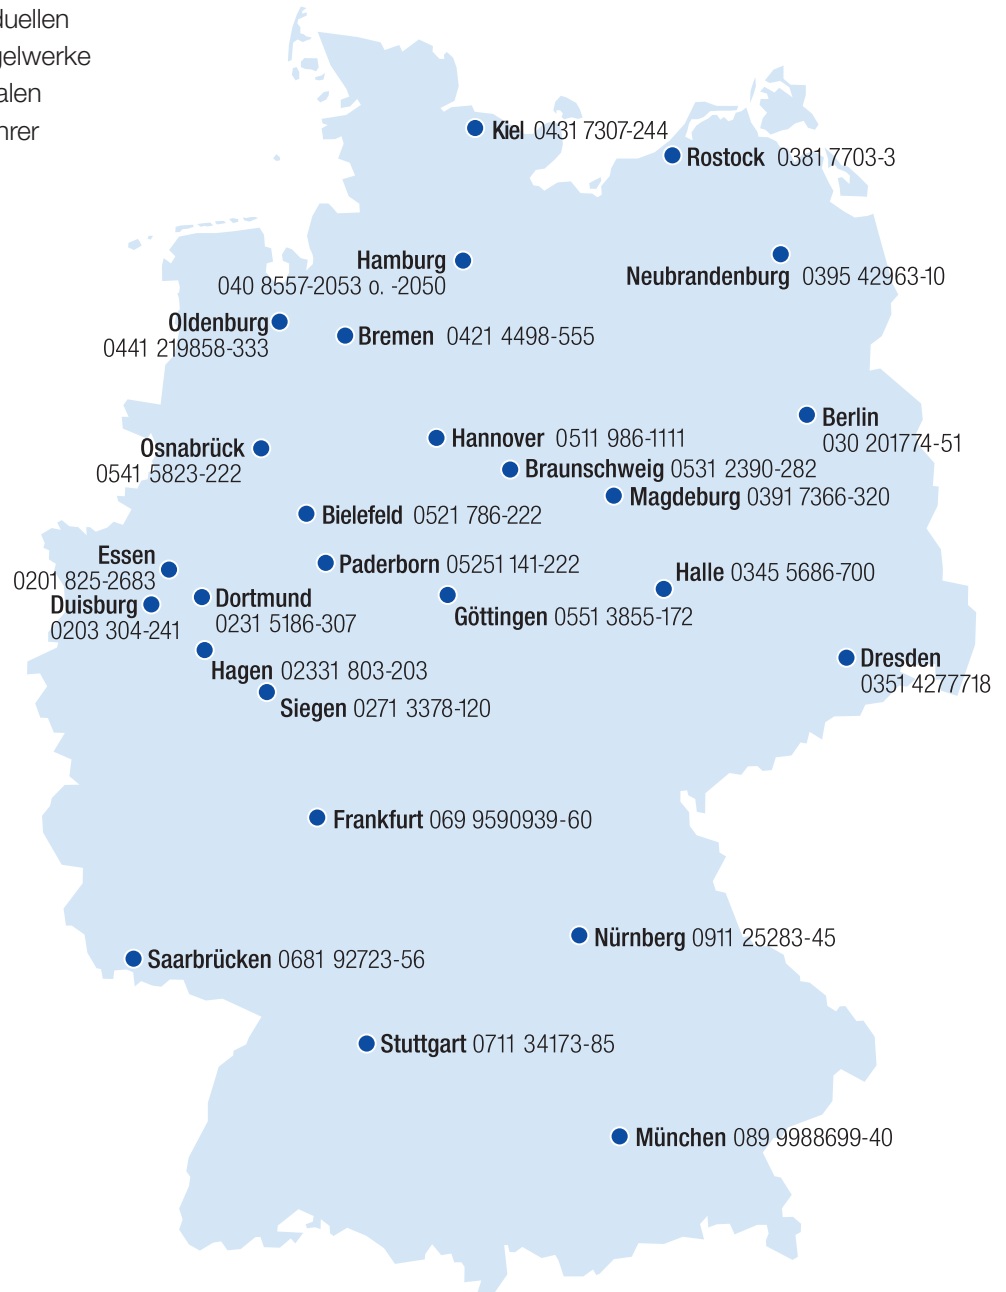 duellen
gelwerke
alen
hrer
Kiel 0431 7307-244
Rostock 0381 7703-3
Hamburg
040 8557-2053 o. -2050
Neubrandenburg 0395 42963-10
Oldenburg
0441 219858-333
Bremen 0421 4498-555
Berlin
030 201774-51
Hannover 0511 986-1111
Osnabrück
0541 5823-222
Braunschweig 0531 2390-282
Magdeburg 0391 7366-320
Bielefeld 0521 786-222
Essen
0201 825-2683
Paderborn 05251 141-222
Halle 0345 5686-700
Duisburg
0203 304-241
Dortmund
0231 5186-307
Göttingen 0551 3855-172
Hagen 02331 803-203
Dresden
0351 4277718
Siegen 0271 3378-120
Frankfurt 069 9590939-60
Nürnberg 0911 25283-45
Saarbrücken 0681 92723-56
Stuttgart 0711 34173-85
München 089 9988699-40